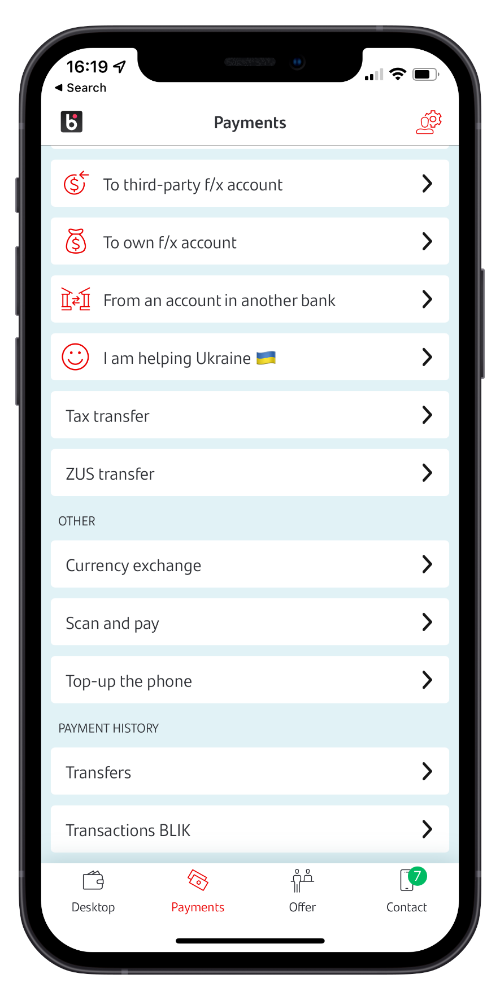 16:19
◀ Search
b
Payments
To third-party f/x account
To own f/x account
From an account in another bank
I am helping Ukraine 🇺🇦
Tax transfer
ZUS transfer
OTHER
Currency exchange
Scan and pay
Top-up the phone
PAYMENT HISTORY
Transfers
Transactions BLIK
7
Desktop
Payments
Offer
Contact